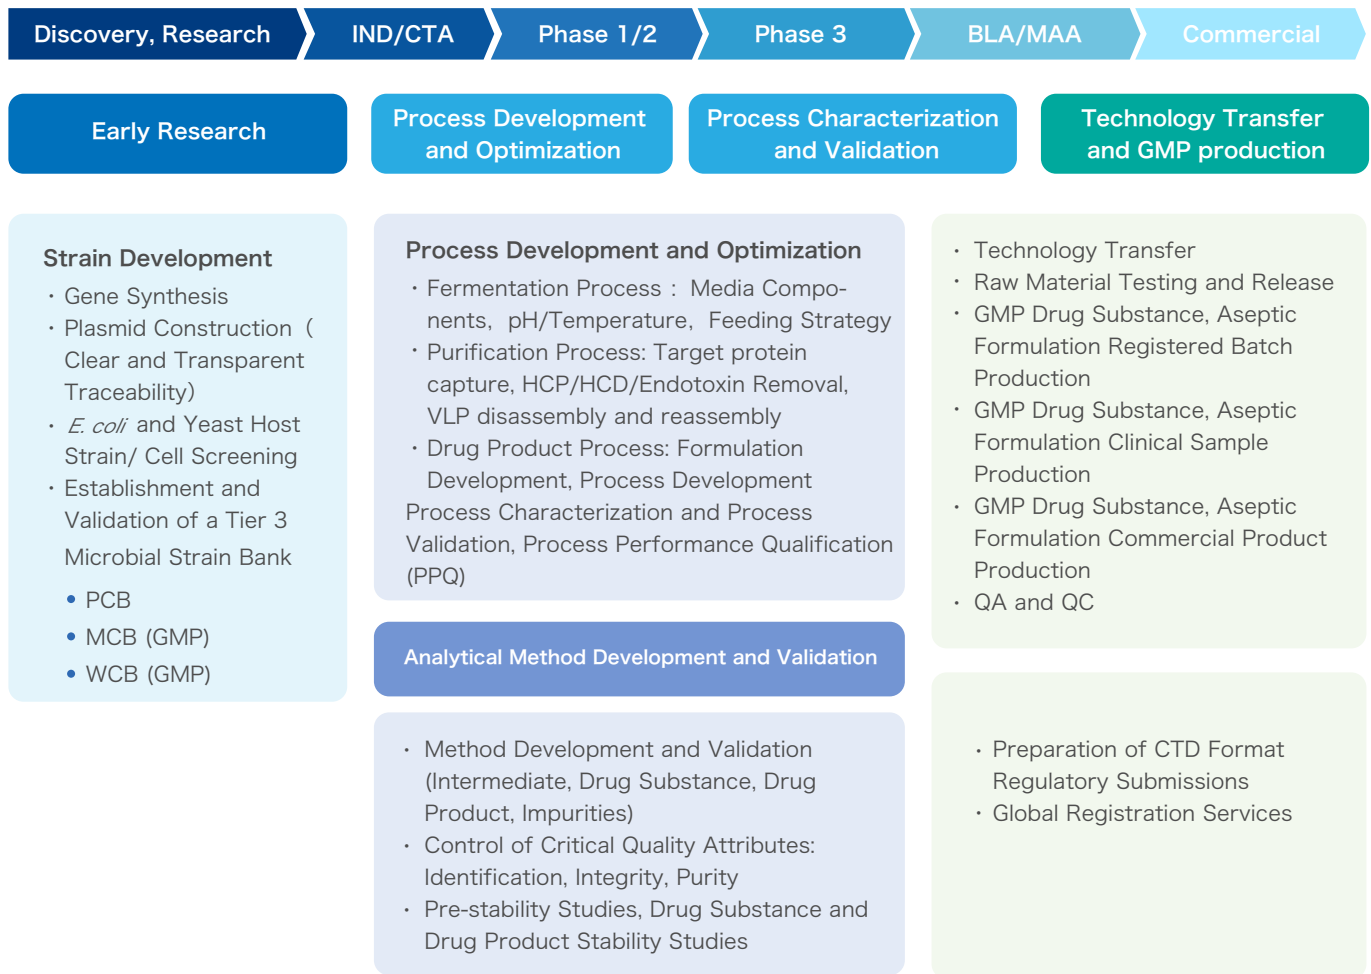 Discovery, Research
IND/CTA
Phase 1/2
Phase 3
BLA/MAA
Commercial
Early Research
Process Development
and Optimization
Process Characterization
and Validation
Technology Transfer
and GMP production
Strain Development
· Gene Synthesis
· Plasmid Construction（
Clear and Transparent
Traceability）
· E. coli and Yeast Host
Strain/ Cell Screening
· Establishment and
Validation of a Tier 3
Microbial Strain Bank
• PCB
• MCB (GMP)
• WCB (GMP)
Process Development and Optimization
· Fermentation Process： Media Compo-
nents，pH/Temperature，Feeding Strategy
· Purification Process: Target protein
capture, HCP/HCD/Endotoxin Removal,
VLP disassembly and reassembly
· Drug Product Process: Formulation
Development, Process Development
Process Characterization and Process
Validation, Process Performance Qualification
(PPQ)
Analytical Method Development and Validation
· Method Development and Validation
(Intermediate, Drug Substance, Drug
Product, Impurities)
· Control of Critical Quality Attributes:
Identification, Integrity, Purity
· Pre-stability Studies, Drug Substance and
Drug Product Stability Studies
· Technology Transfer
· Raw Material Testing and Release
· GMP Drug Substance, Aseptic
Formulation Registered Batch
Production
· GMP Drug Substance, Aseptic
Formulation Clinical Sample
Production
· GMP Drug Substance, Aseptic
Formulation Commercial Product
Production
· QA and QC
· Preparation of CTD Format
Regulatory Submissions
· Global Registration Services